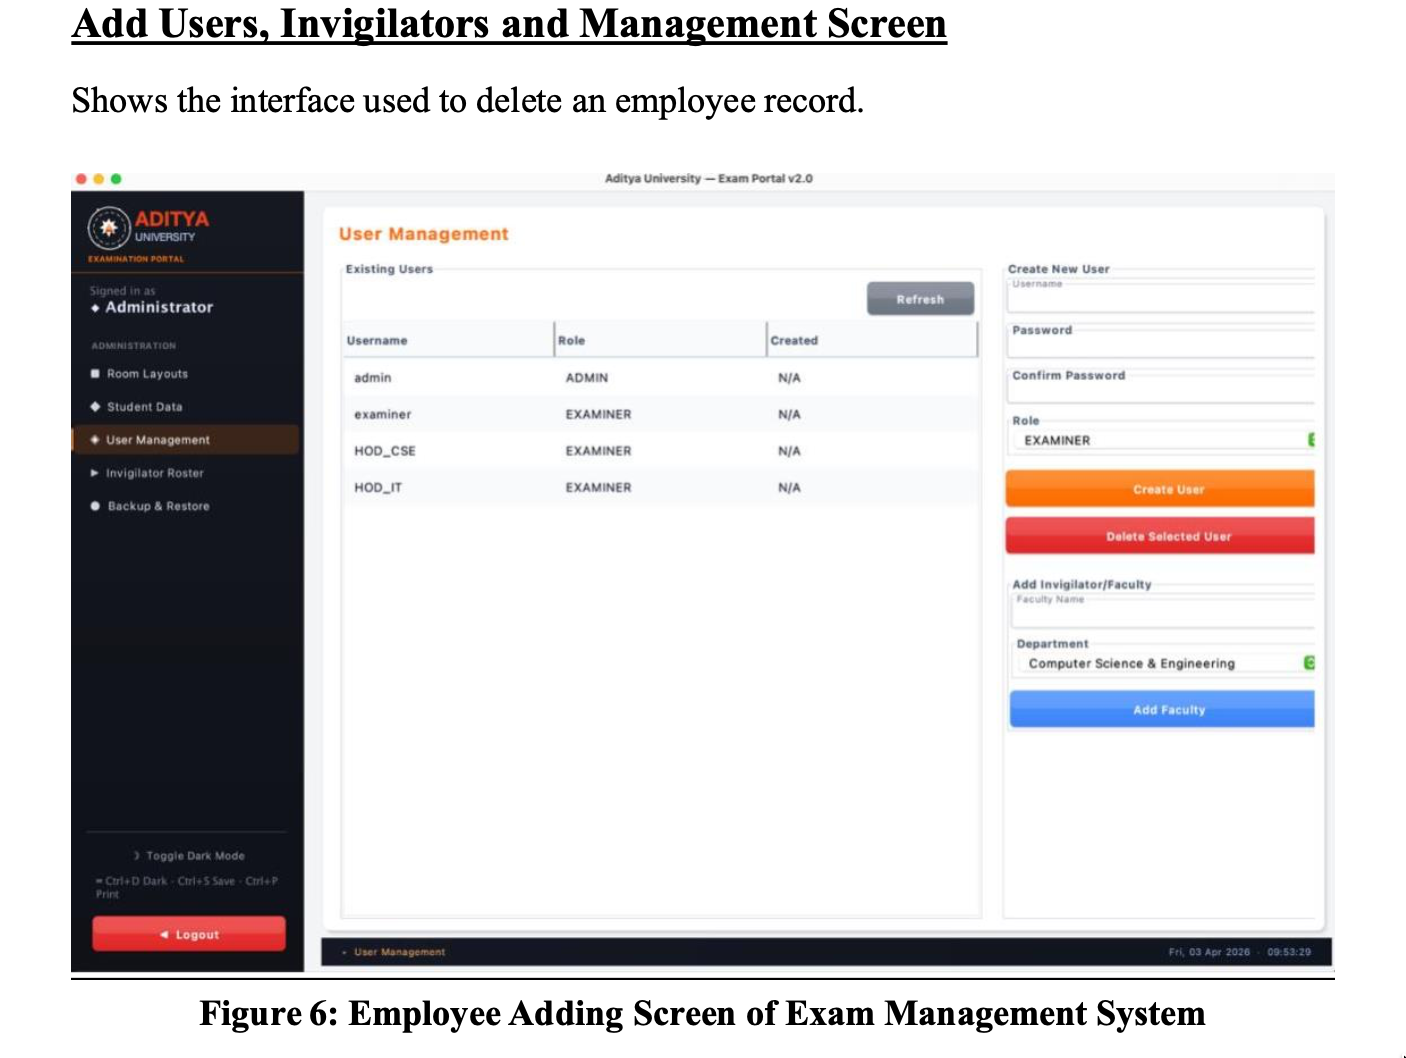 Add Users, Invigilators and Management Screen
Shows the interface used to delete an employee record.
Aditya University — Exam Portal v2.0
ADITYA
UNIVERSITY
EXAMINATION PORTAL
Signed in as
Administrator
ADMINISTRATION
Room Layouts
Student Data
User Management
Invigilator Roster
Backup & Restore
Toggle Dark Mode
Ctrl+D Dark · Ctrl+S Save · Ctrl+P
Print
Logout
User Management
Existing Users
Refresh
Username Role Created
admin ADMIN N/A
examiner EXAMINER N/A
HOD_CSE EXAMINER N/A
HOD_IT EXAMINER N/A
Create New User
Username
Password
Confirm Password
Role
EXAMINER
Create User
Delete Selected User
Add Invigilator/Faculty
Faculty Name
Department
Computer Science & Engineering
Add Faculty
User Management
Fri, 03 Apr 2026 · 09:53:29
Figure 6: Employee Adding Screen of Exam Management System